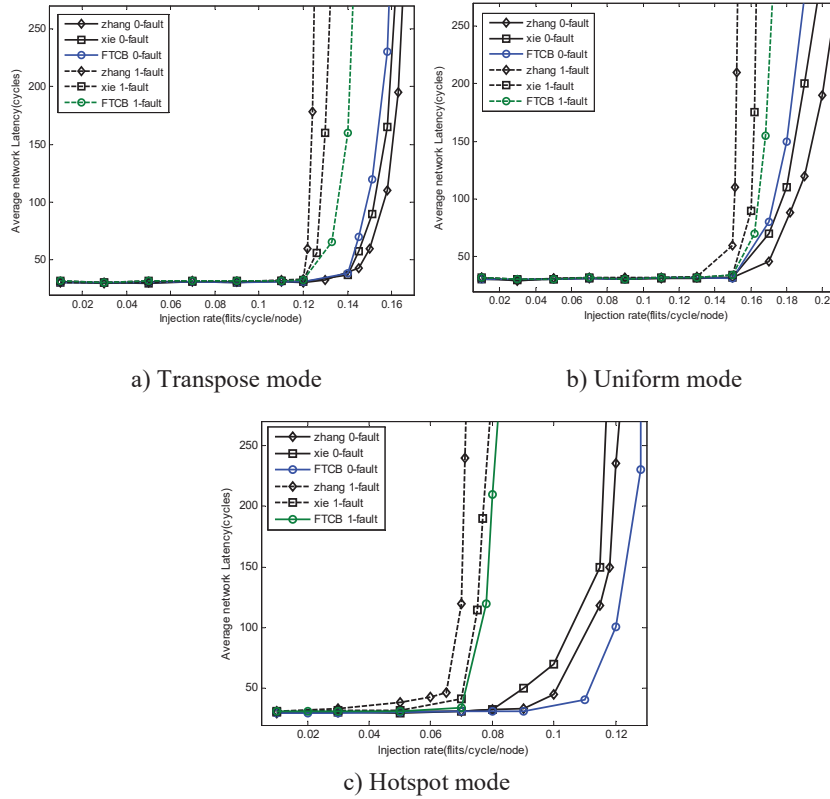 250
200
150
100
50
Average network Latency(cycles)
zhang 0-fault
xie 0-fault
FTCB 0-fault
zhang 1-fault
xie 1-fault
FTCB 1-fault
0.02 0.04 0.06 0.08 0.10 0.12 0.14 0.16
Injection rate(flits/cycle/node)
a) Transpose mode
250
200
150
100
50
Average network Latency(cycles)
zhang 0-fault
xie 0-fault
FTCB 0-fault
zhang 1-fault
xie 1-fault
FTCB 1-fault
0.02 0.04 0.06 0.08 0.10 0.12 0.14 0.16 0.18 0.20
Injection rate(flits/cycle/node)
b) Uniform mode
250
200
150
100
50
Average network Latency(cycles)
zhang 0-fault
xie 0-fault
FTCB 0-fault
zhang 1-fault
xie 1-fault
FTCB 1-fault
0.02 0.04 0.06 0.08 0.10 0.12
Injection rate(flits/cycle/node)
c) Hotspot mode